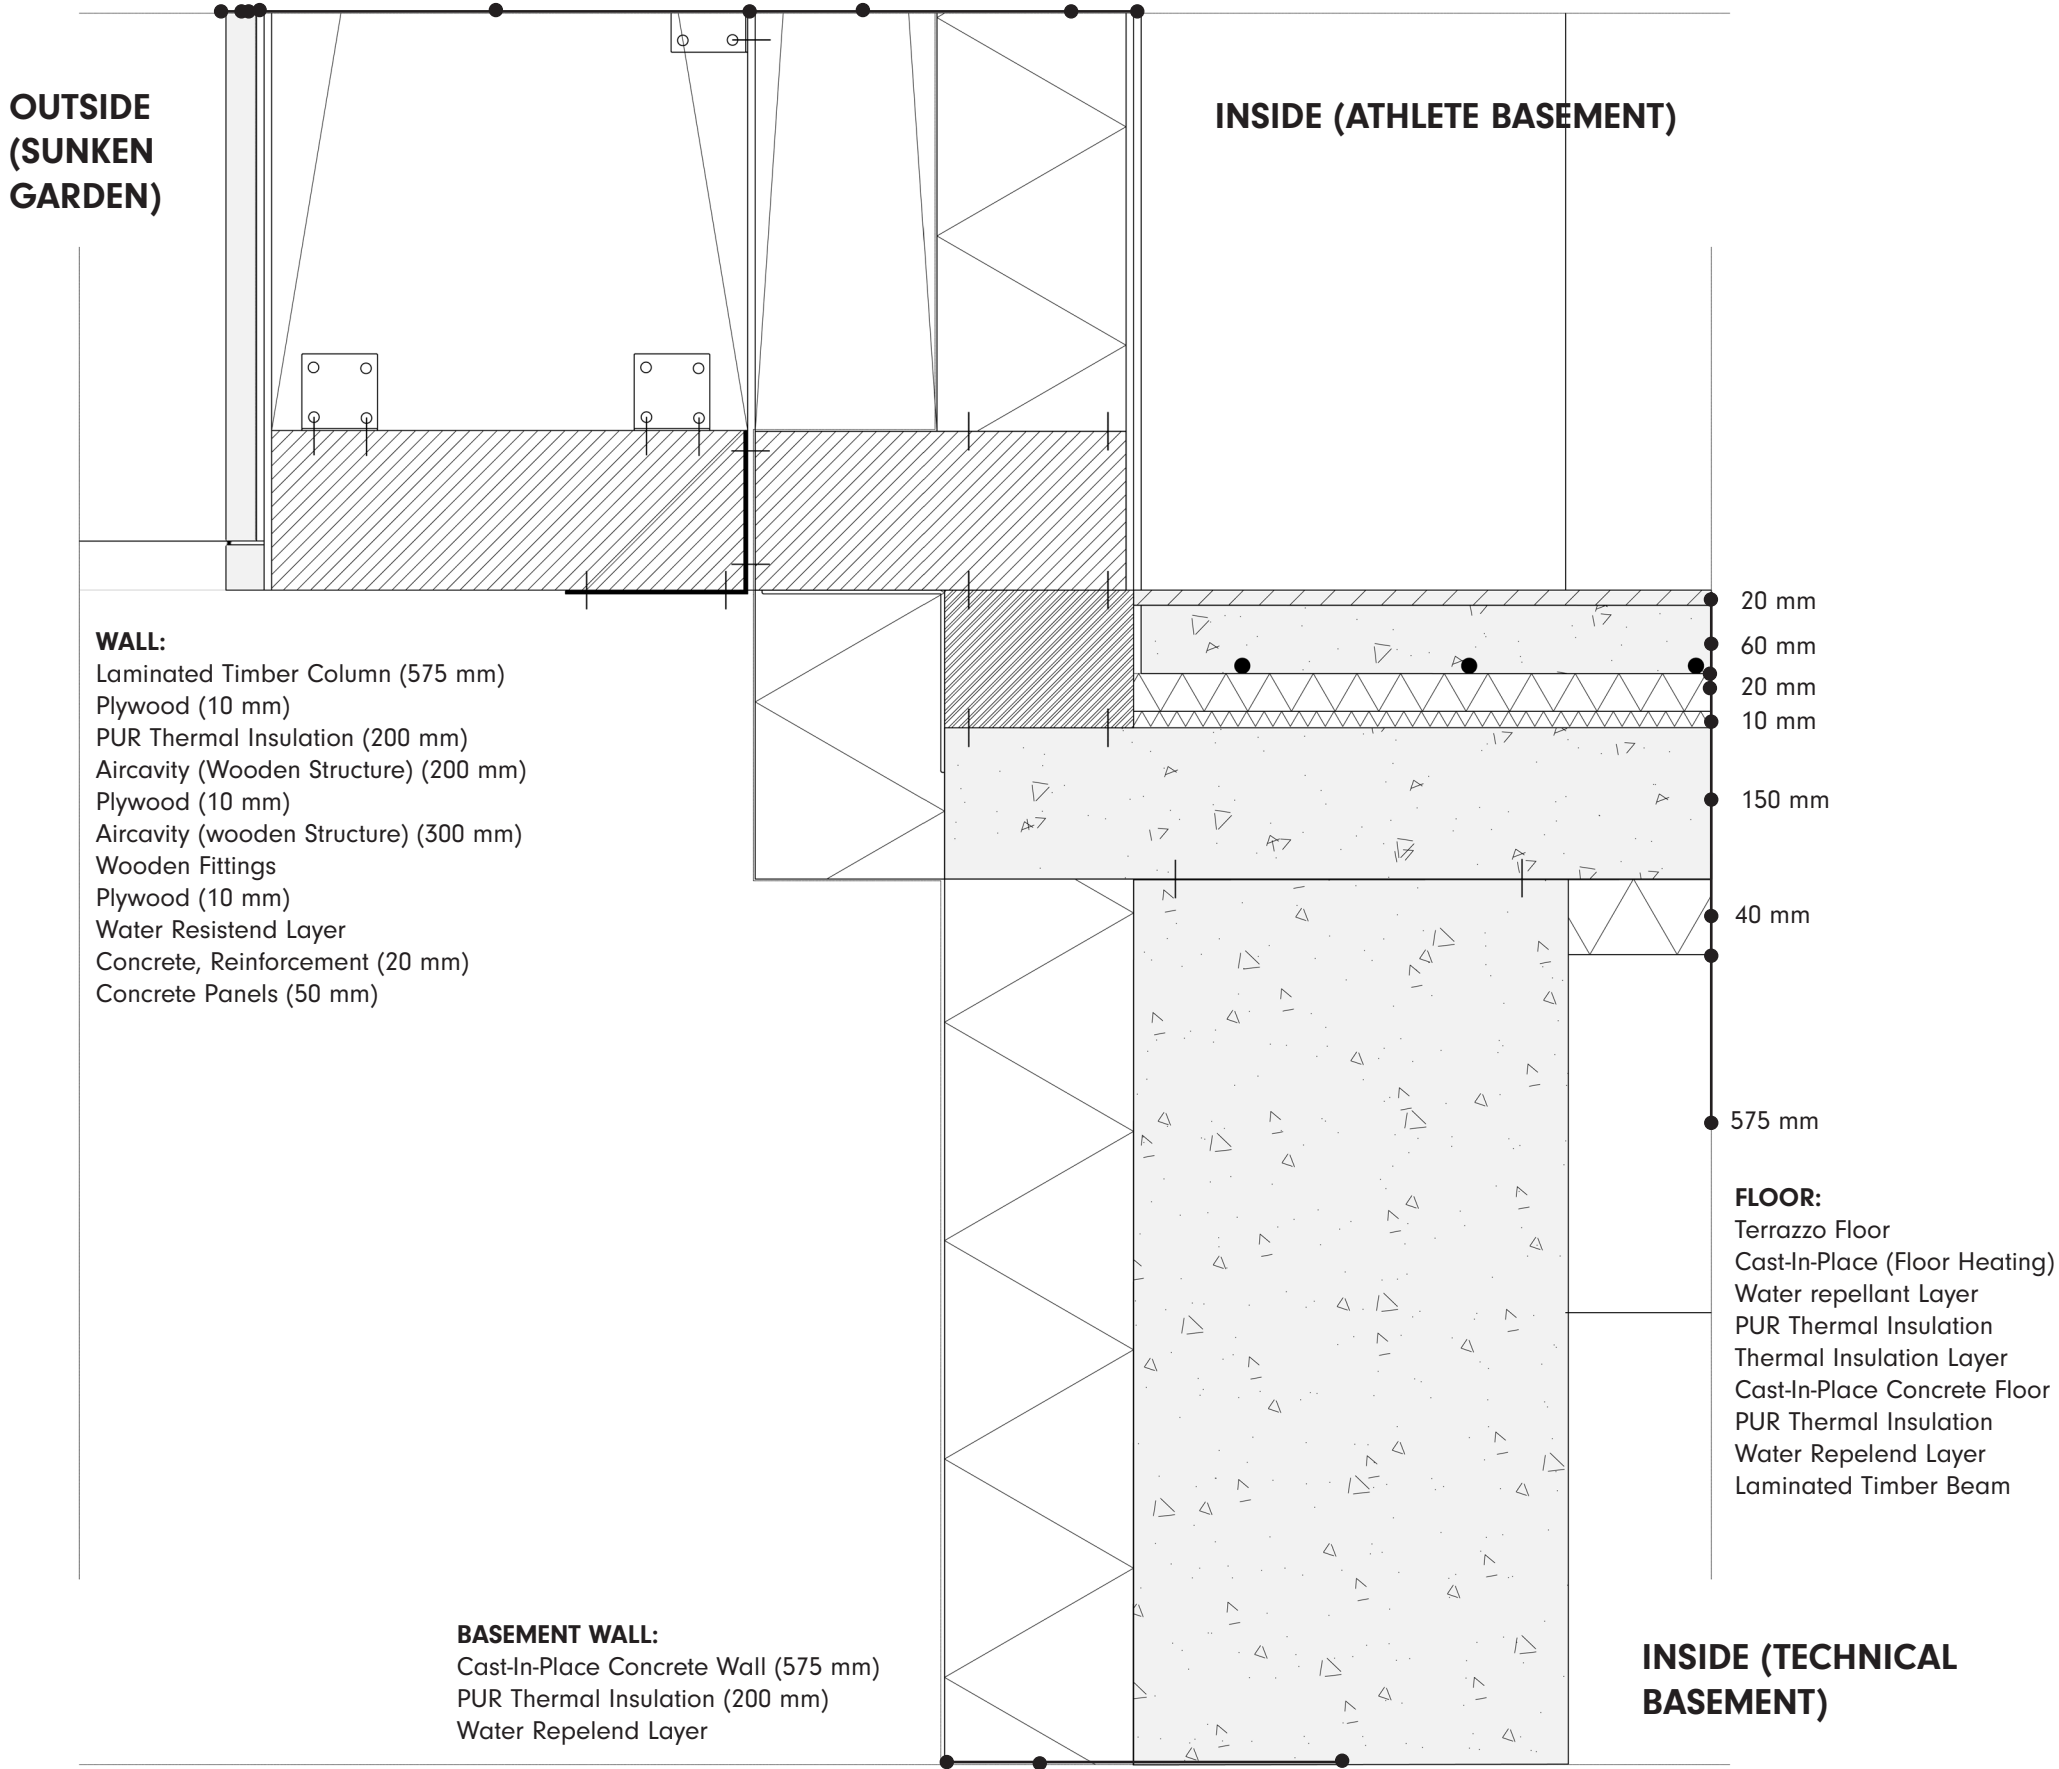 OUTSIDE
(SUNKEN
GARDEN)
INSIDE (ATHLETE BASEMENT)
20 mm
60 mm
20 mm
10 mm
150 mm
40 mm
575 mm
WALL:
Laminated Timber Column (575 mm)
Plywood (10 mm)
PUR Thermal Insulation (200 mm)
Aircavity (Wooden Structure) (200 mm)
Plywood (10 mm)
Aircavity (wooden Structure) (300 mm)
Wooden Fittings
Plywood (10 mm)
Water Resistend Layer
Concrete, Reinforcement (20 mm)
Concrete Panels (50 mm)
FLOOR:
Terrazzo Floor
Cast-In-Place (Floor Heating)
Water repellant Layer
PUR Thermal Insulation
Thermal Insulation Layer
Cast-In-Place Concrete Floor
PUR Thermal Insulation
Water Repelend Layer
Laminated Timber Beam
BASEMENT WALL:
Cast-In-Place Concrete Wall (575 mm)
PUR Thermal Insulation (200 mm)
Water Repelend Layer
INSIDE (TECHNICAL
BASEMENT)